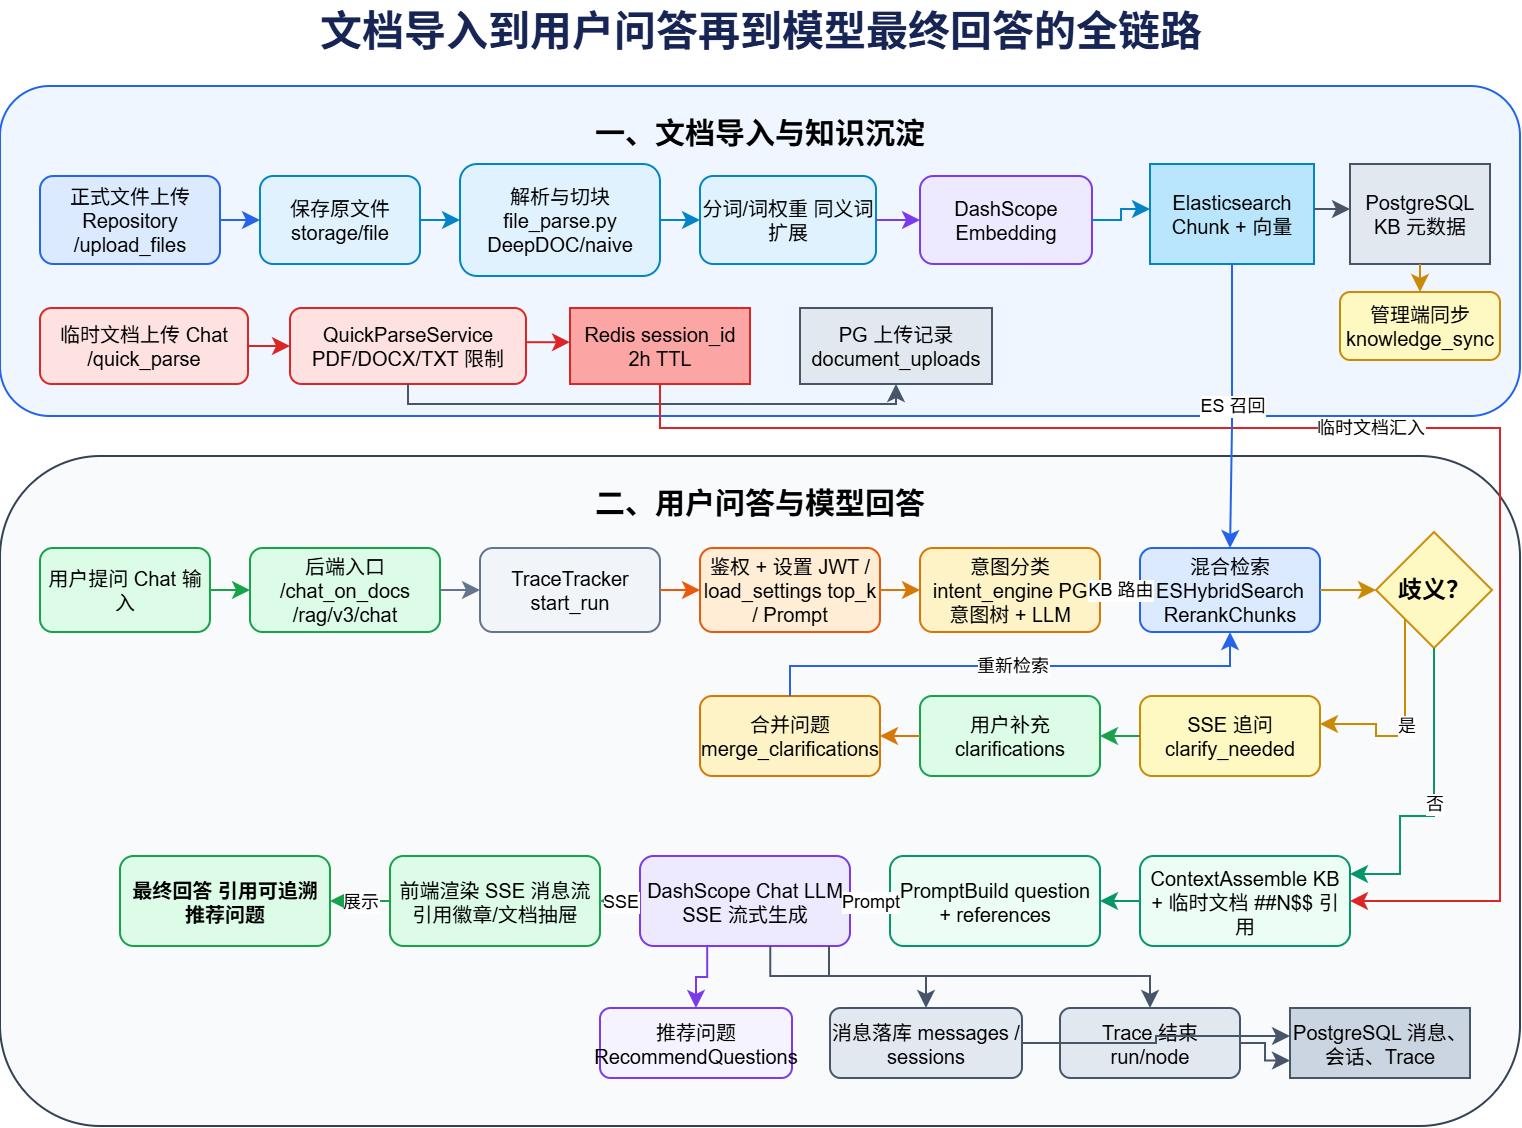 文档导入到用户问答再到模型最终回答的全链路
一、文档导入与知识沉淀
正式文件上传
Repository
/upload_files
保存原文件
storage/file
解析与切块
file_parse.py
DeepDOC/naive
分词/词权重 同义词
扩展
DashScope
Embedding
Elasticsearch
Chunk + 向量
PostgreSQL
KB 元数据
临时文档上传 Chat
/quick_parse
QuickParseService
PDF/DOCX/TXT 限制
Redis session_id
2h TTL
PG 上传记录
document_uploads
管理端同步
knowledge_sync
ES 召回
临时文档汇入
二、用户问答与模型回答
用户提问 Chat 输
入
后端入口
/chat_on_docs
/rag/v3/chat
TraceTracker
start_run
鉴权 + 设置 JWT /
load_settings top_k
/ Prompt
意图分类
intent_engine PG
意图树 + LLM
KB 路由
混合检索
ESHybridSearch
RerankChunks
歧义?
重新检索
合并问题
merge_clarifications
用户补充
clarifications
SSE 追问
clarify_needed
是
否
最终回答 引用可追溯
推荐问题
展示
前端渲染 SSE 消息流
引用徽章/文档抽屉
SSE
DashScope Chat LLM
SSE 流式生成
Prompt
PromptBuild question
+ references
ContextAssemble KB
+ 临时文档 ##N$$ 引
用
推荐问题
RecommendQuestions
消息落库 messages /
sessions
Trace 结束
run/node
PostgreSQL 消息、
会话、Trace